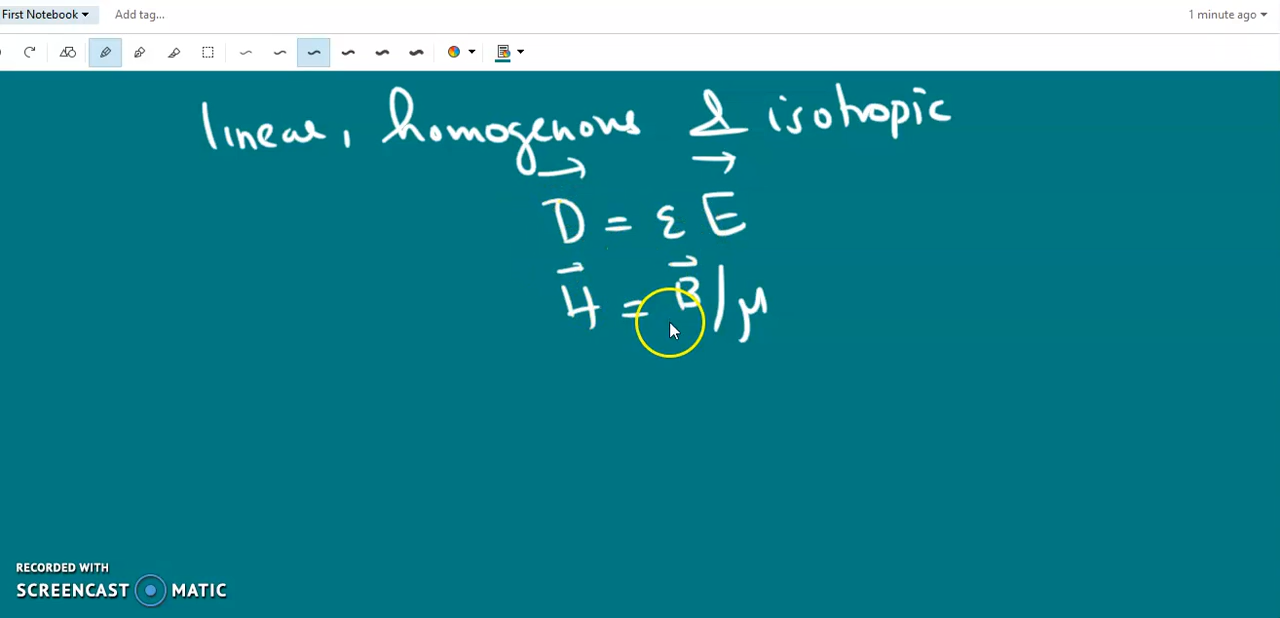 First Notebook Add tag... 1 minute ago
linear, homogenous & isotropic
D⃗ = ε E⃗
H⃗ = B⃗/μ
RECORDED WITH
SCREENCAST MATIC